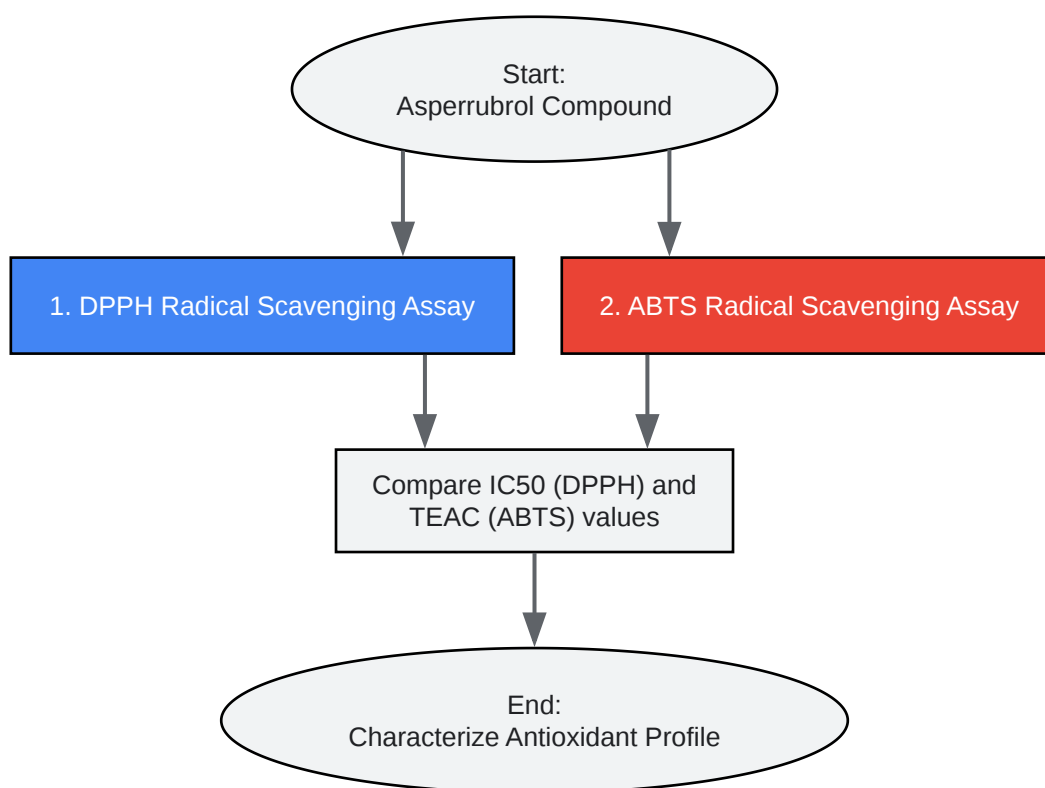 Start:
Asperrubrol Compound
1. DPPH Radical Scavenging Assay
2. ABTS Radical Scavenging Assay
Compare IC50 (DPPH) and
TEAC (ABTS) values
End:
Characterize Antioxidant Profile